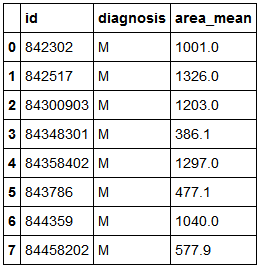 id diagnosis area_mean
0 842302 M 1001.0
1 842517 M 1326.0
2 84300903 M 1203.0
3 84348301 M 386.1
4 84358402 M 1297.0
5 843786 M 477.1
6 844359 M 1040.0
7 84458202 M 577.9